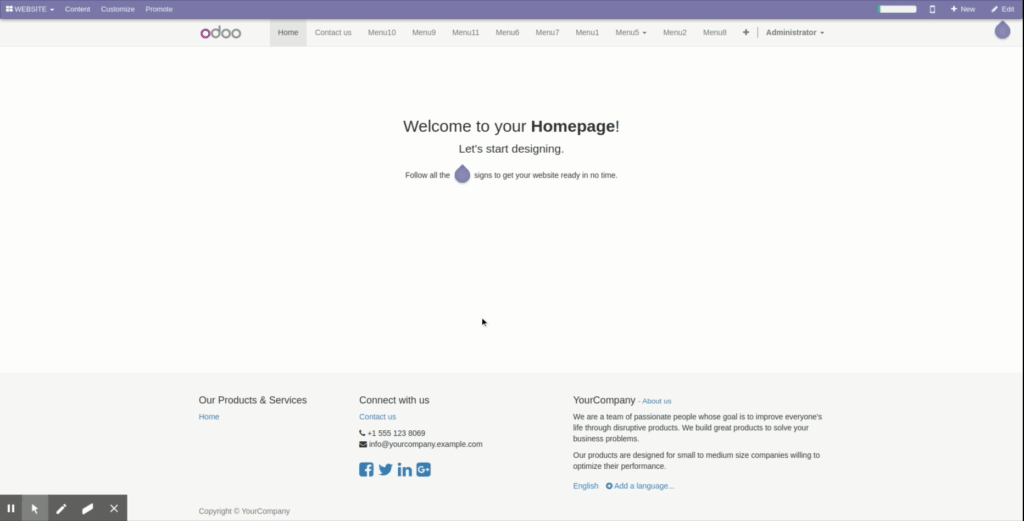 WEBSITE Content Customize Promote New Edit
odoo Home Contact us Menu10 Menu9 Menu11 Menu6 Menu7 Menu1 Menu5 Menu2 Menu8 Administrator
Welcome to your Homepage!
Let's start designing.
Follow all the signs to get your website ready in no time.
Our Products & Services
Home
Connect with us
Contact us
+1 555 123 8069
info@yourcompany.example.com
YourCompany - About us
We are a team of passionate people whose goal is to improve everyone's
life through disruptive products. We build great products to solve your
business problems.
Our products are designed for small to medium size companies willing to
optimize their performance.
English Add a language...
Copyright © YourCompany